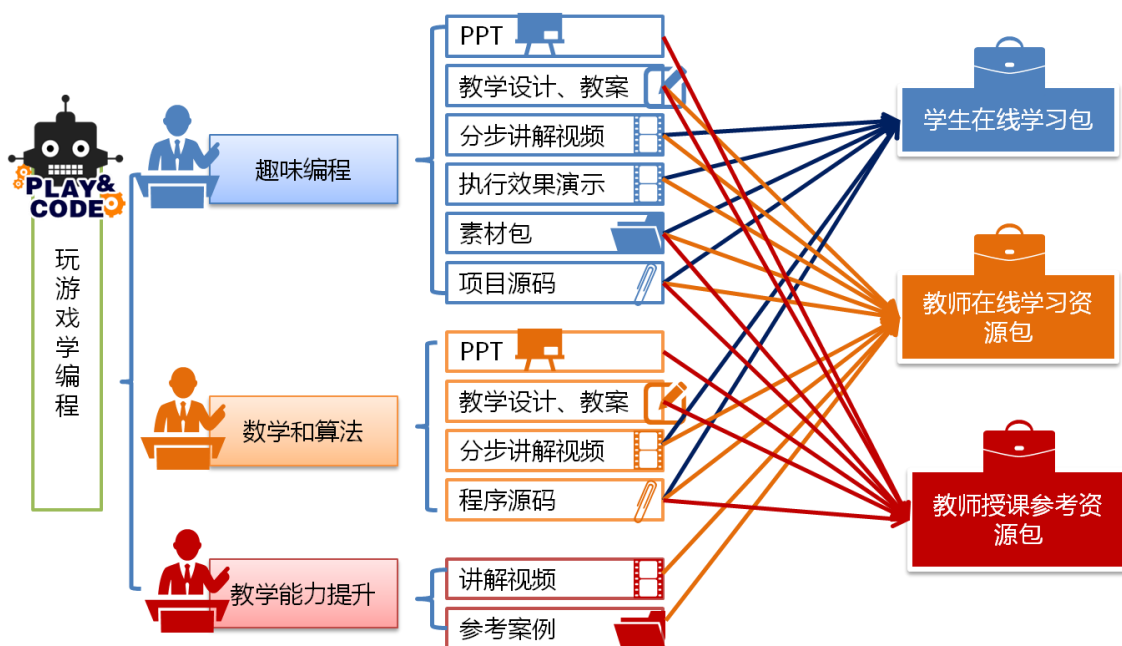 PLAY&
CODE
玩游戏学编程
趣味编程
PPT
教学设计、教案
分步讲解视频
执行效果演示
素材包
项目源码
数学和算法
PPT
教学设计、教案
分步讲解视频
程序源码
教学能力提升
讲解视频
参考案例
学生在线学习包
教师在线学习资
源包
教师授课参考资
源包